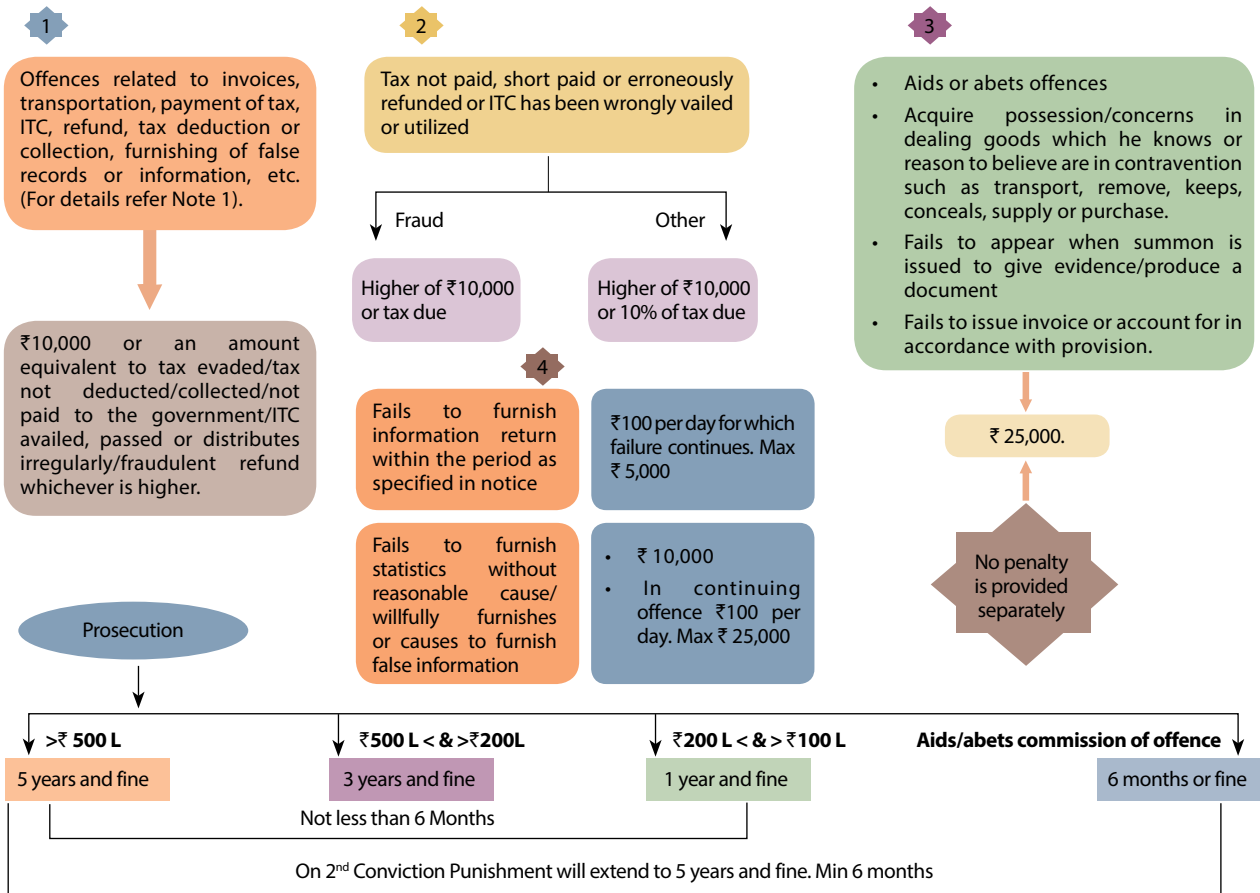 1
Offences related to invoices,
transportation, payment of tax,
ITC, refund, tax deduction or
collection, furnishing of false
records or information, etc.
(For details refer Note 1).
₹10,000 or an amount
equivalent to tax evaded/tax
not deducted/collected/not
paid to the government/ITC
availed, passed or distributes
irregularly/fraudulent refund
whichever is higher.
2
Tax not paid, short paid or erroneously
refunded or ITC has been wrongly vailed
or utilized
Fraud
Other
Higher of ₹10,000
or tax due
Higher of ₹10,000
or 10% of tax due
3
• Aids or abets offences
• Acquire possession/concerns in
dealing goods which he knows or
reason to believe are in contravention
such as transport, remove, keeps,
conceals, supply or purchase.
• Fails to appear when summon is
issued to give evidence/produce a
document
• Fails to issue invoice or account for in
accordance with provision.
₹ 25,000.
No penalty
is provided
separately
4
Fails to furnish
information return
within the period as
specified in notice
₹100 per day for which
failure continues. Max
₹ 5,000
Fails to furnish
statistics without
reasonable cause/
willfully furnishes
or causes to furnish
false information
• ₹ 10,000
• In continuing
offence ₹100 per
day. Max ₹ 25,000
Prosecution
>₹ 500 L
5 years and fine
₹500 L < & >₹200L
3 years and fine
₹200 L < & > ₹100 L
1 year and fine
Aids/abets commission of offence
6 months or fine
Not less than 6 Months
On 2nd Conviction Punishment will extend to 5 years and fine. Min 6 months